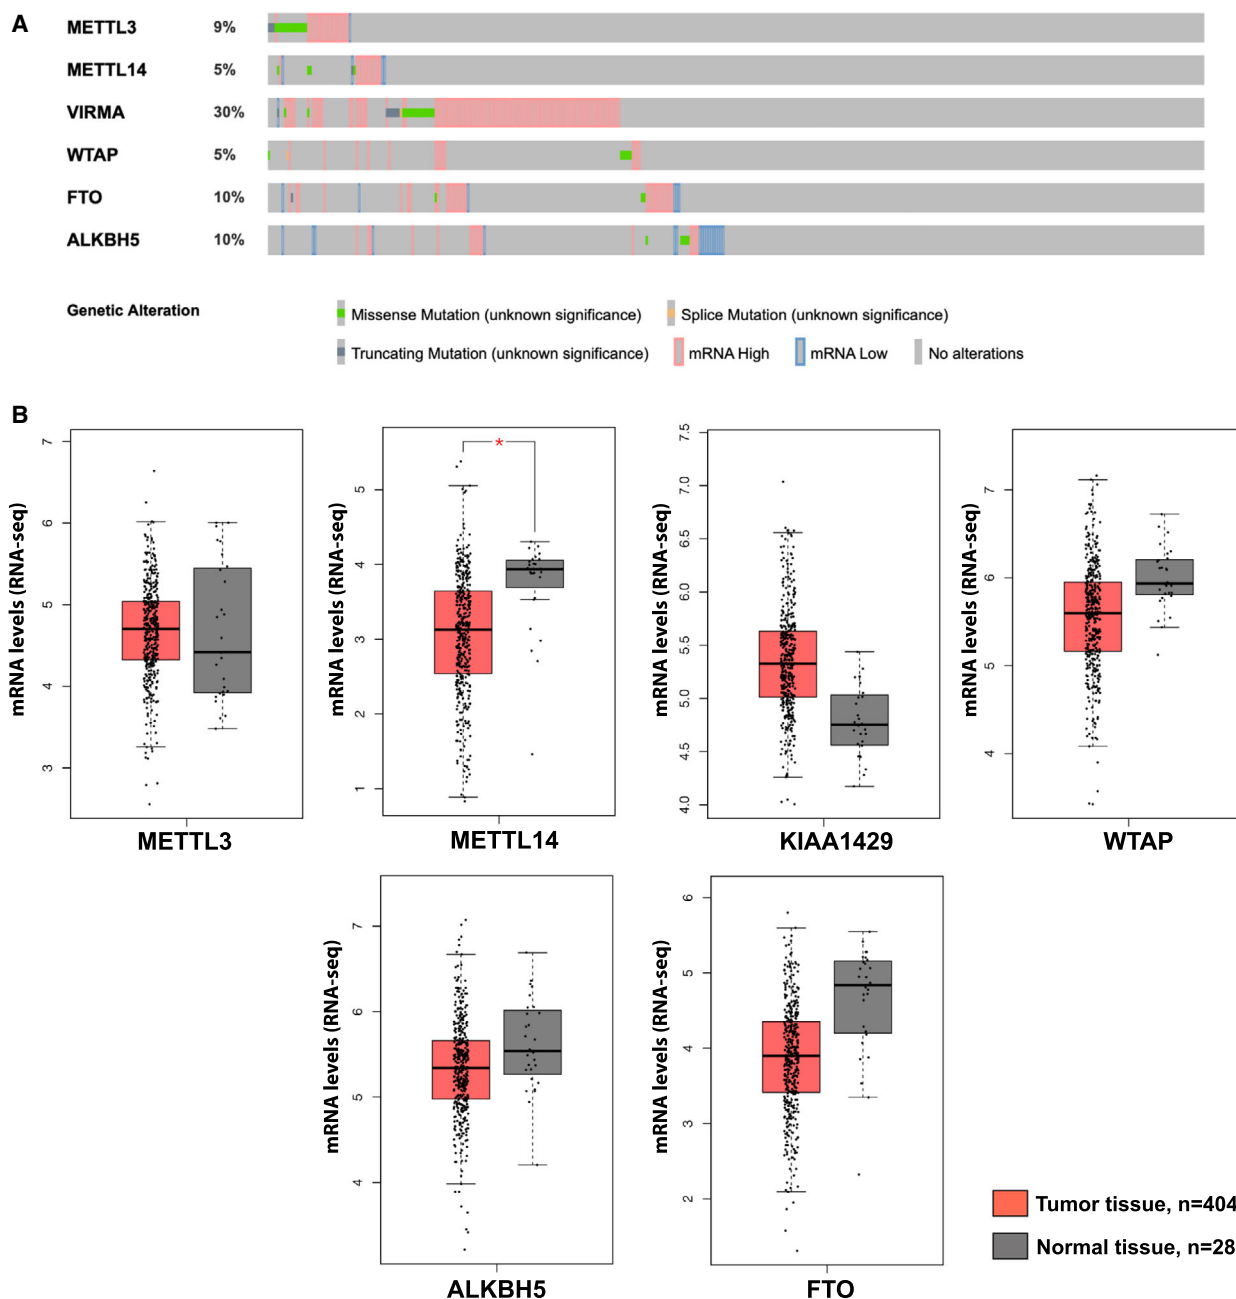 A
METTL3 9%
METTL14 5%
VIRMA 30%
WTAP 5%
FTO 10%
ALKBH5 10%
Genetic Alteration
Missense Mutation (unknown significance)
Splice Mutation (unknown significance)
Truncating Mutation (unknown significance)
mRNA High
mRNA Low
No alterations
B
mRNA levels (RNA-seq)
7
6
5
4
3
METTL3
mRNA levels (RNA-seq)
5
4
3
2
1
*
METTL14
mRNA levels (RNA-seq)
7.5
7.0
6.5
6.0
5.5
5.0
4.5
4.0
KIAA1429
mRNA levels (RNA-seq)
7
6
5
4
WTAP
mRNA levels (RNA-seq)
7
6
5
4
ALKBH5
mRNA levels (RNA-seq)
6
5
4
3
2
FTO
Tumor tissue, n=404
Normal tissue, n=28